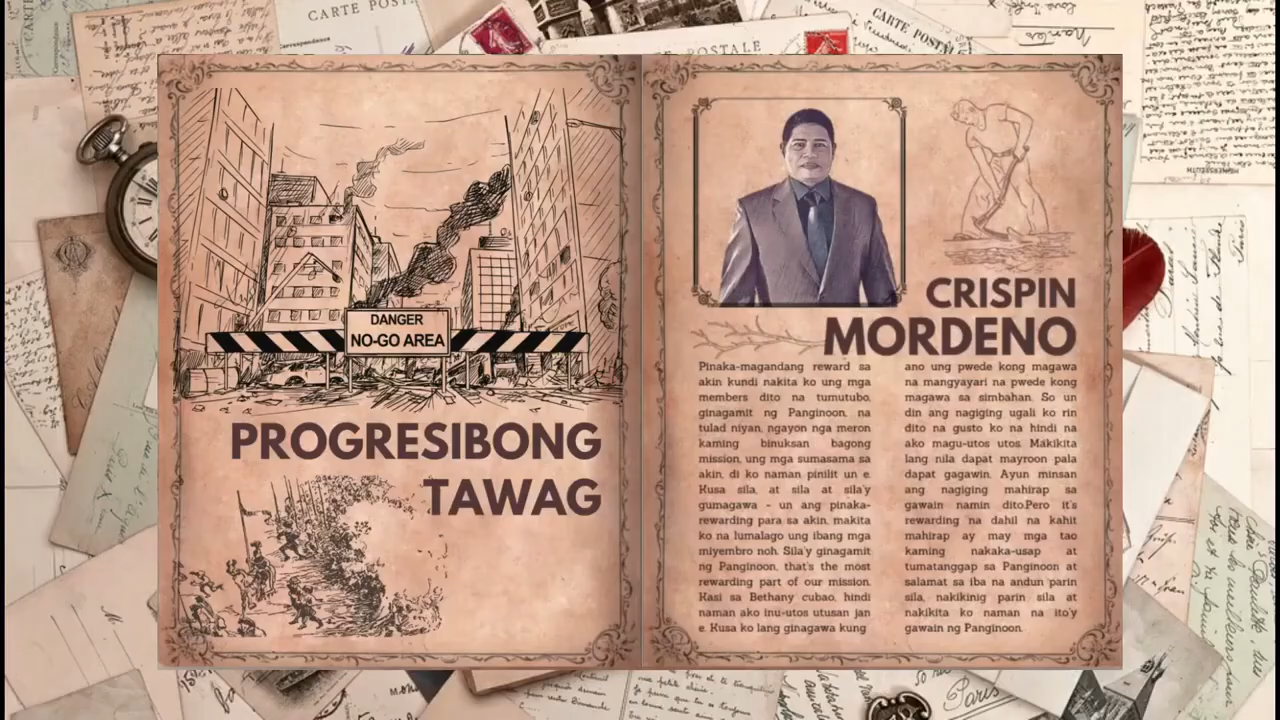 CARTE POSTALE
POSTALE
CARTE POSTALE
DANGER
NO-GO AREA
PROGRESIBONG
TAWAG
CRISPIN
MORDENO
Pinaka-magandang reward sa
akin kundi nakita ko ung mga
members dito na tumutubo,
ginagamit ng Panginoon, na
tulad niyan, ngayon nga meron
kaming binuksan bagong
mission, ung mga sumasama sa
akin, di ko naman pinilit un e.
Kusa sila, at sila at sila'y
gumagawa - un ang pinaka-
rewarding para sa akin, makita
ko na lumalago ung ibang mga
miyembro noh. Sila'y ginagamit
ng Panginoon, that's the most
rewarding part of our mission.
Kasi sa Bethany cubao, hindi
naman ako inu-utos utusan jan
e. Kusa ko lang ginagawa kung
ano ung pwede kong magawa
na mangyayari na pwede kong
magawa sa simbahan. So un
din ang nagiging ugali ko rin
dito na gusto ko na hindi na
ako magu-utos utos. Makikita
lang nila dapat mayroon pala
dapat gagawin. Ayun minsan
ang nagiging mahirap sa
gawain namin dito.Pero it's
rewarding na dahil na kahit
mahirap ay may mga tao
kaming nakaka-usap at
tumatanggap sa Panginoon at
salamat sa iba na andun parin
sila, nakikinig parin sila at
nakikita ko naman na ito'y
gawain ng Panginoon.
Paris